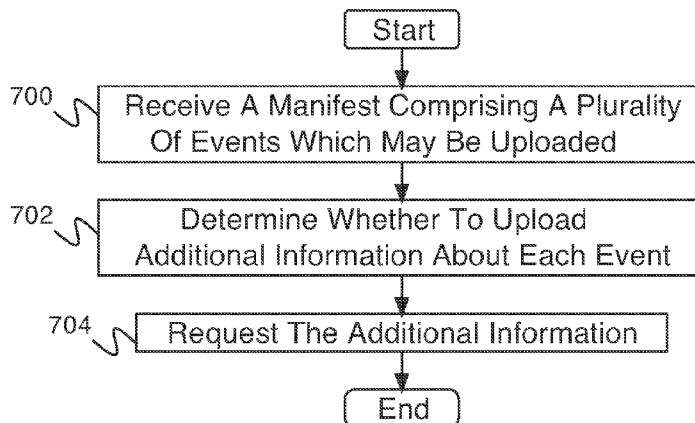 Start
700
Receive A Manifest Comprising A Plurality
Of Events Which May Be Uploaded
702
Determine Whether To Upload
Additional Information About Each Event
704
Request The Additional Information
End